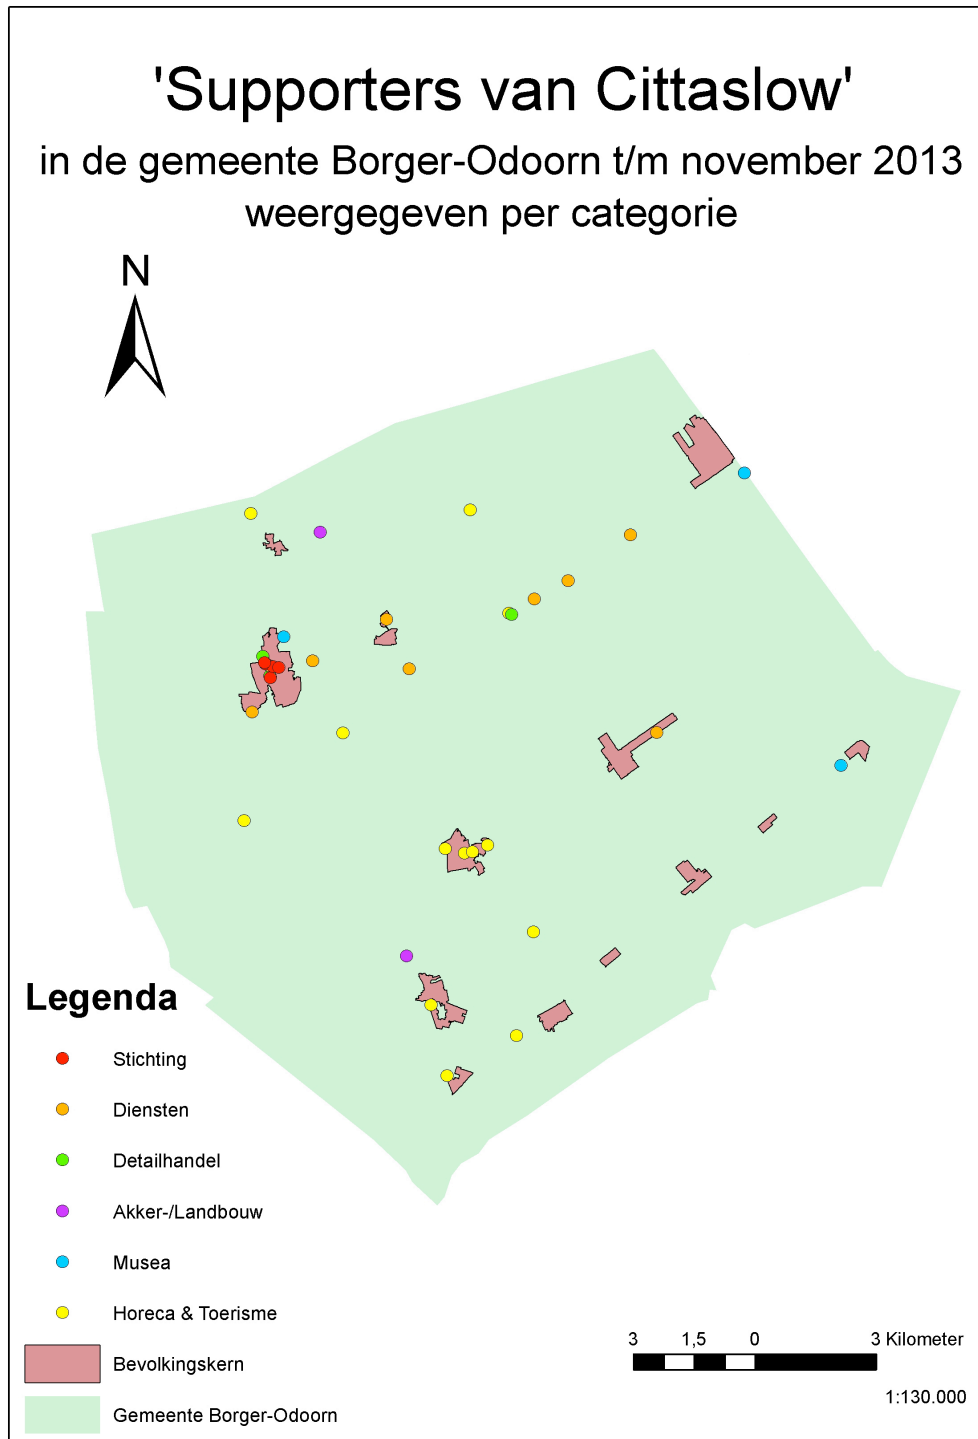 'Supporters van Cittaslow'
in de gemeente Borger-Odoorn t/m november 2013
weergegeven per categorie
N
Legenda
Stichting
Diensten
Detailhandel
Akker-/Landbouw
Musea
Horeca & Toerisme
Bevolkingskern
Gemeente Borger-Odoorn
3 1,5 0 3 Kilometer
1:130.000